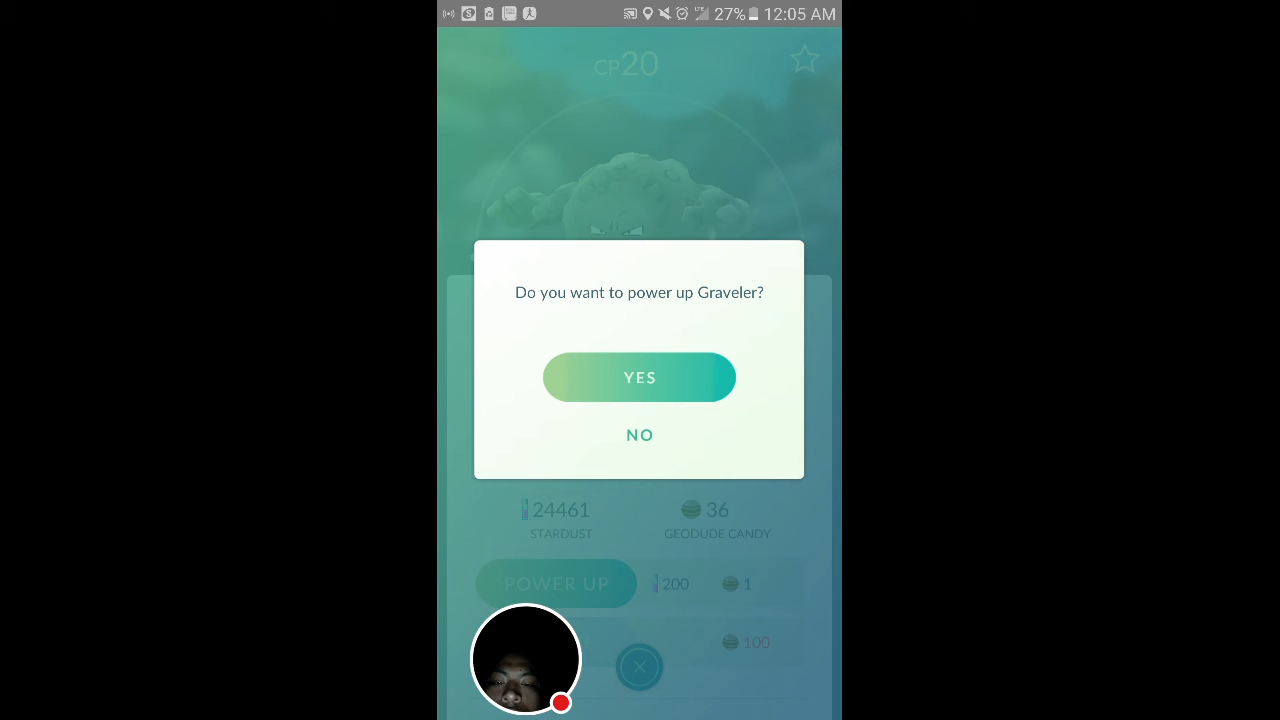 27% 12:05 AM
CP20
Do you want to power up Graveler?
YES
NO
24461 36
STARDUST GEODUDE CANDY
POWER UP 200 1
100